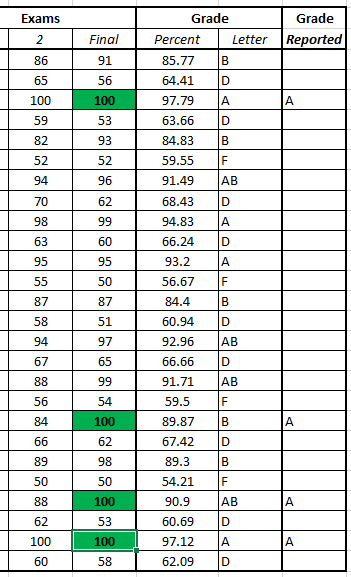 Exams Grade Grade
2 Final Percent Letter Reported
86 91 85.77 B
65 56 64.41 D
100 100 97.79 A A
59 53 63.66 D
82 93 84.83 B
52 52 59.55 F
94 96 91.49 AB
70 62 68.43 D
98 99 94.83 A
63 60 66.24 D
95 95 93.2 A
55 50 56.67 F
87 87 84.4 B
58 51 60.94 D
94 97 92.96 AB
67 65 66.66 D
88 99 91.71 AB
56 54 59.5 F
84 100 89.87 B A
66 62 67.42 D
89 98 89.3 B
50 50 54.21 F
88 100 90.9 AB A
62 53 60.69 D
100 100 97.12 A A
60 58 62.09 D